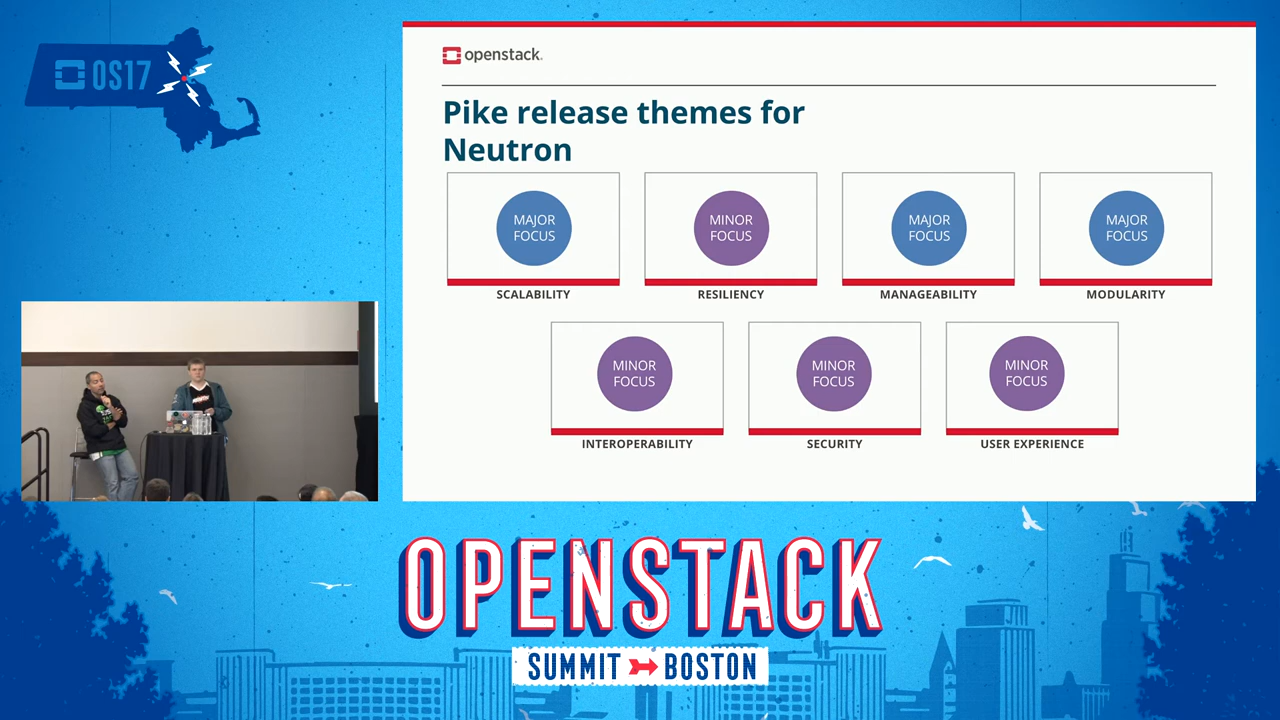 OS17
openstack.
Pike release themes for
Neutron
MAJOR
FOCUS
MINOR
FOCUS
MAJOR
FOCUS
MAJOR
FOCUS
SCALABILITY
RESILIENCY
MANAGEABILITY
MODULARITY
MINOR
FOCUS
MINOR
FOCUS
MINOR
FOCUS
INTEROPERABILITY
SECURITY
USER EXPERIENCE
OPENSTACK
SUMMIT BOSTON